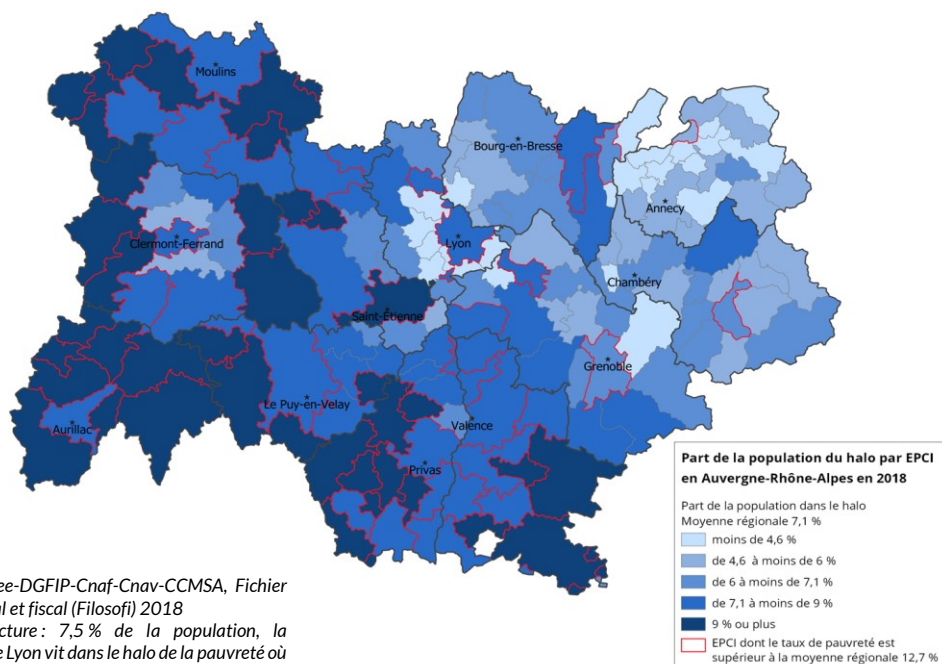 Moulins
Bourg-en-Bresse
Annecy
Clermont-Ferrand
Lyon
Chambéry
Saint-Étienne
Grenoble
Le Puy-en-Velay
Valence
Aurillac
Privas
Part de la population du halo par EPCI
en Auvergne-Rhône-Alpes en 2018
Part de la population dans le halo
Moyenne régionale 7,1 %
moins de 4,6 %
de 4,6 à moins de 6 %
de 6 à moins de 7,1 %
de 7,1 à moins de 9 %
9 % ou plus
EPCI dont le taux de pauvreté est
supérieur à la moyenne régionale 12,7 %
ee-DGFIP-Cnaf-Cnav-CCMSA, Fichier
al et fiscal (Filosofi) 2018
cture : 7,5 % de la population, la
e Lyon vit dans le halo de la pauvreté où